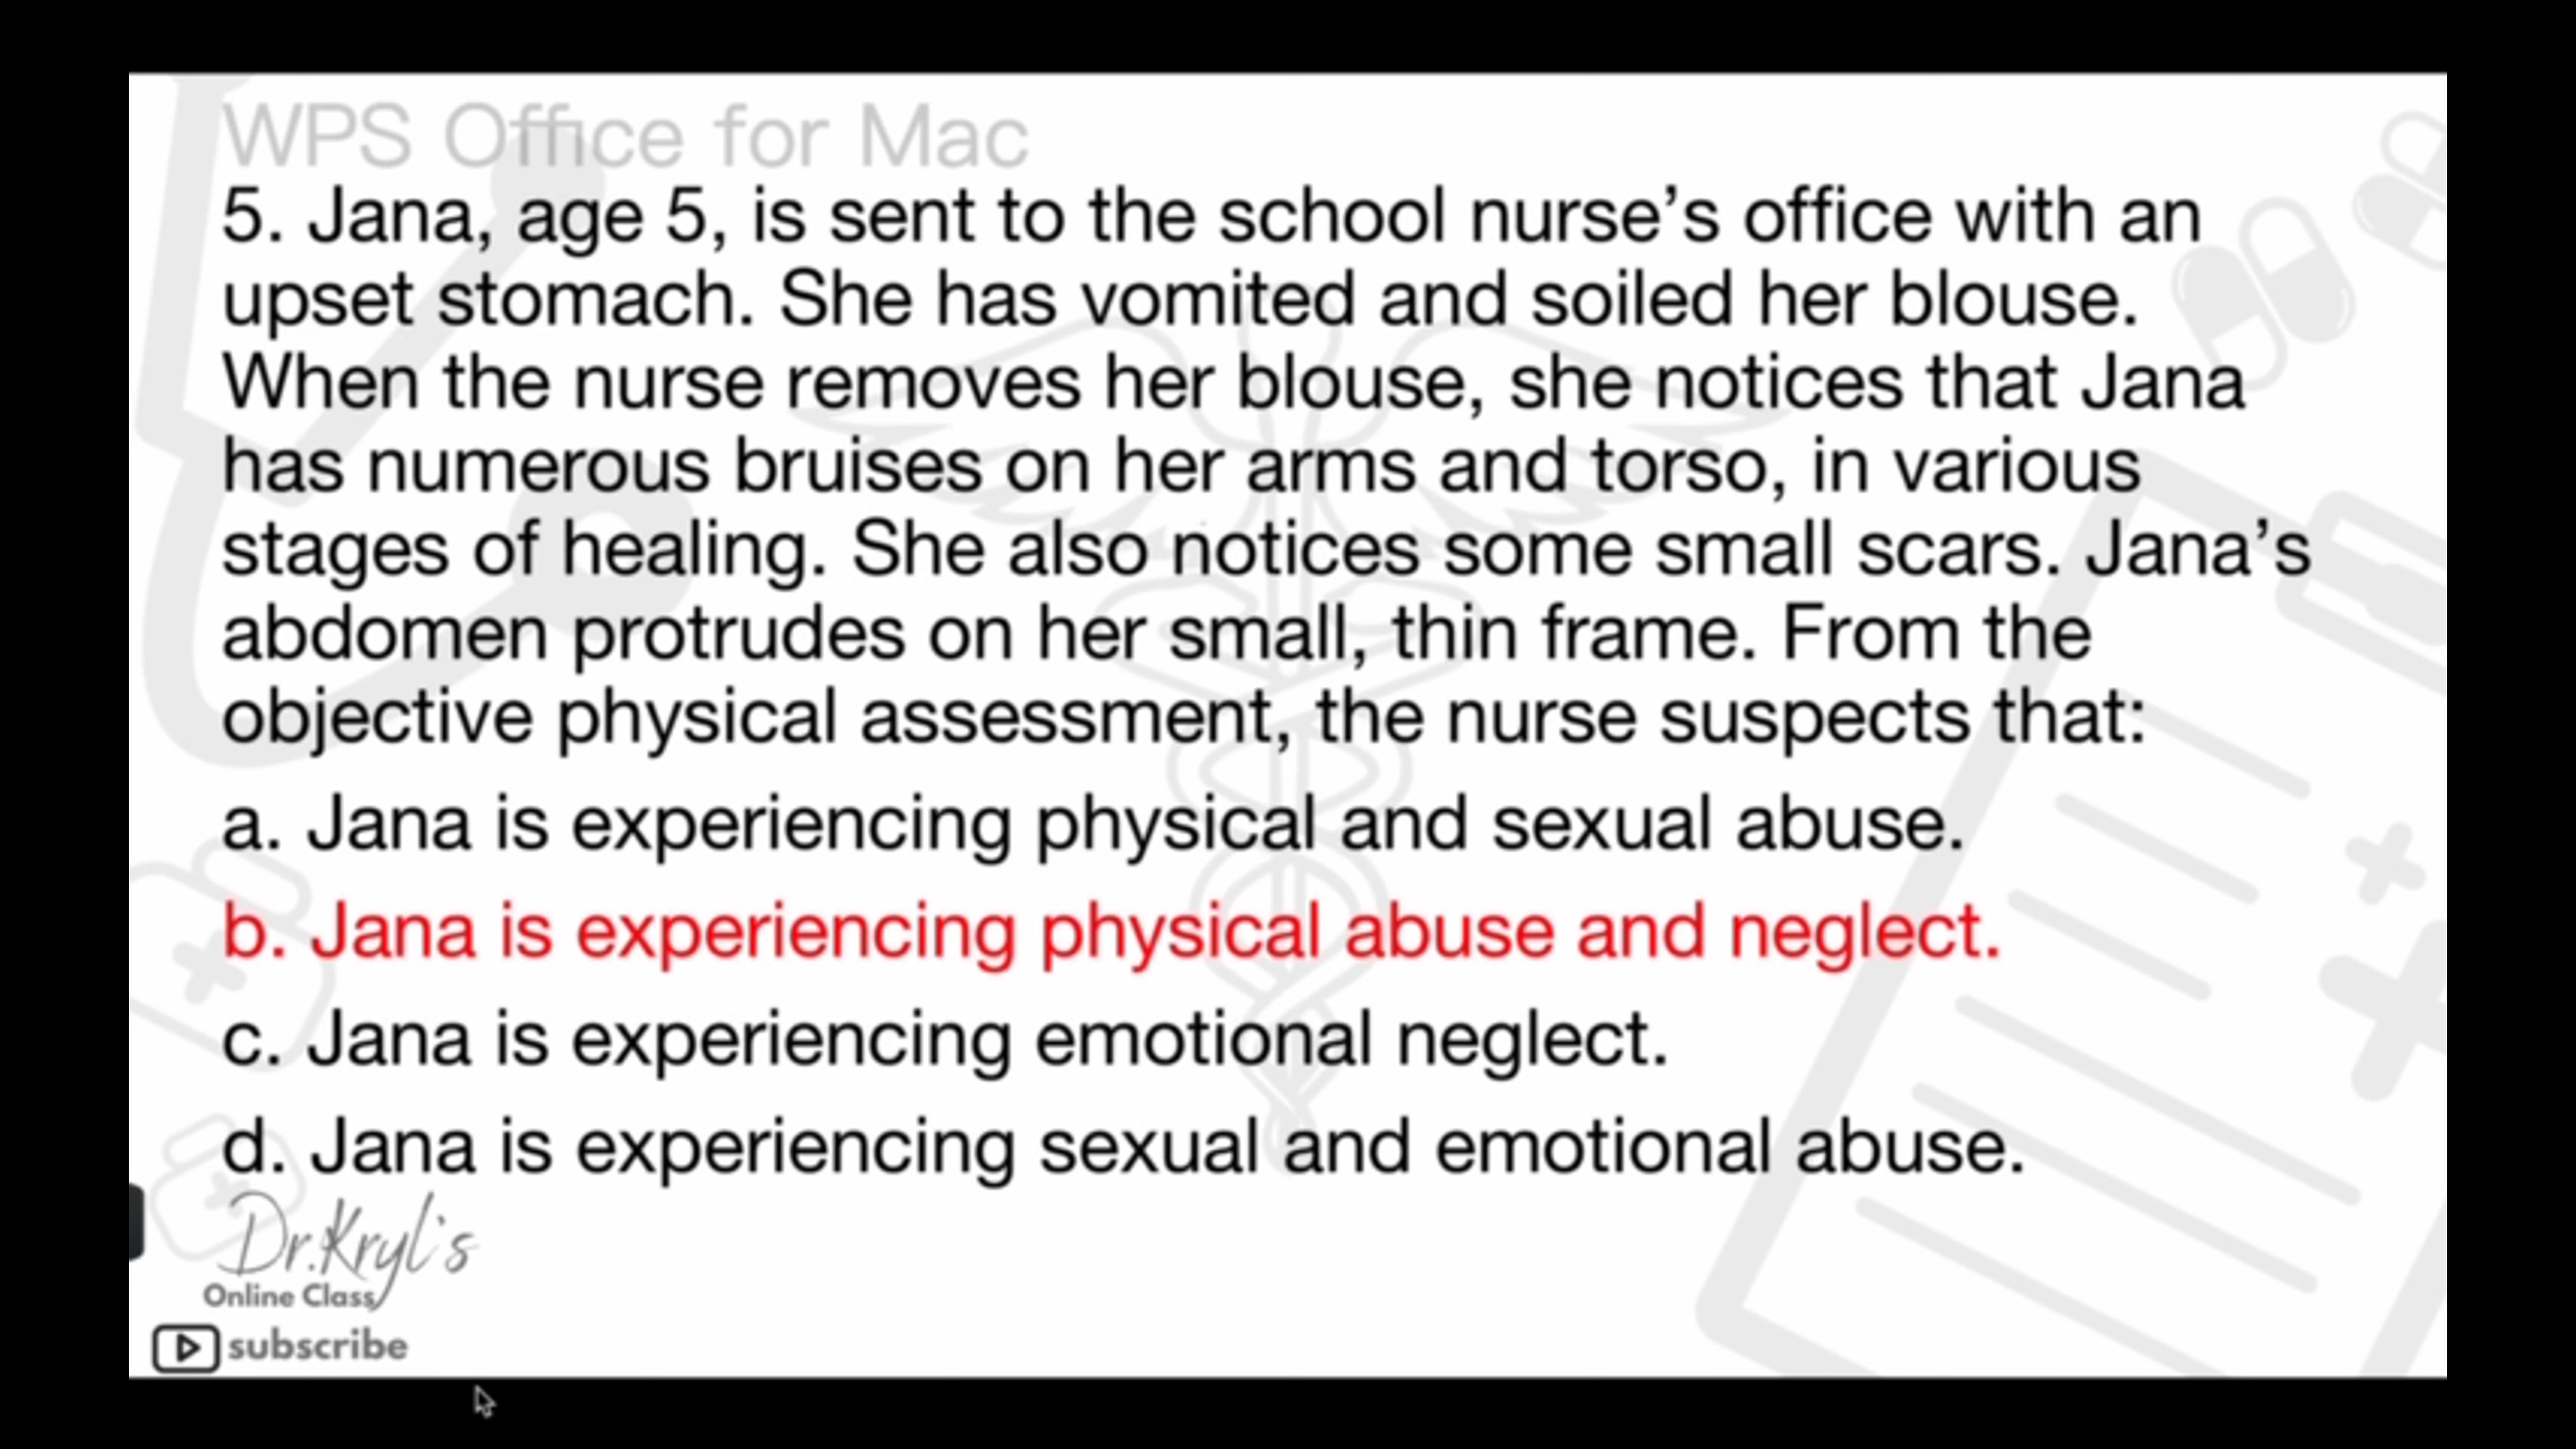 WPS Office for Mac
5. Jana, age 5, is sent to the school nurse’s office with an
upset stomach. She has vomited and soiled her blouse.
When the nurse removes her blouse, she notices that Jana
has numerous bruises on her arms and torso, in various
stages of healing. She also notices some small scars. Jana’s
abdomen protrudes on her small, thin frame. From the
objective physical assessment, the nurse suspects that:
a. Jana is experiencing physical and sexual abuse.
b. Jana is experiencing physical abuse and neglect.
c. Jana is experiencing emotional neglect.
d. Jana is experiencing sexual and emotional abuse.
Dr.Kryl's
Online Class
subscribe